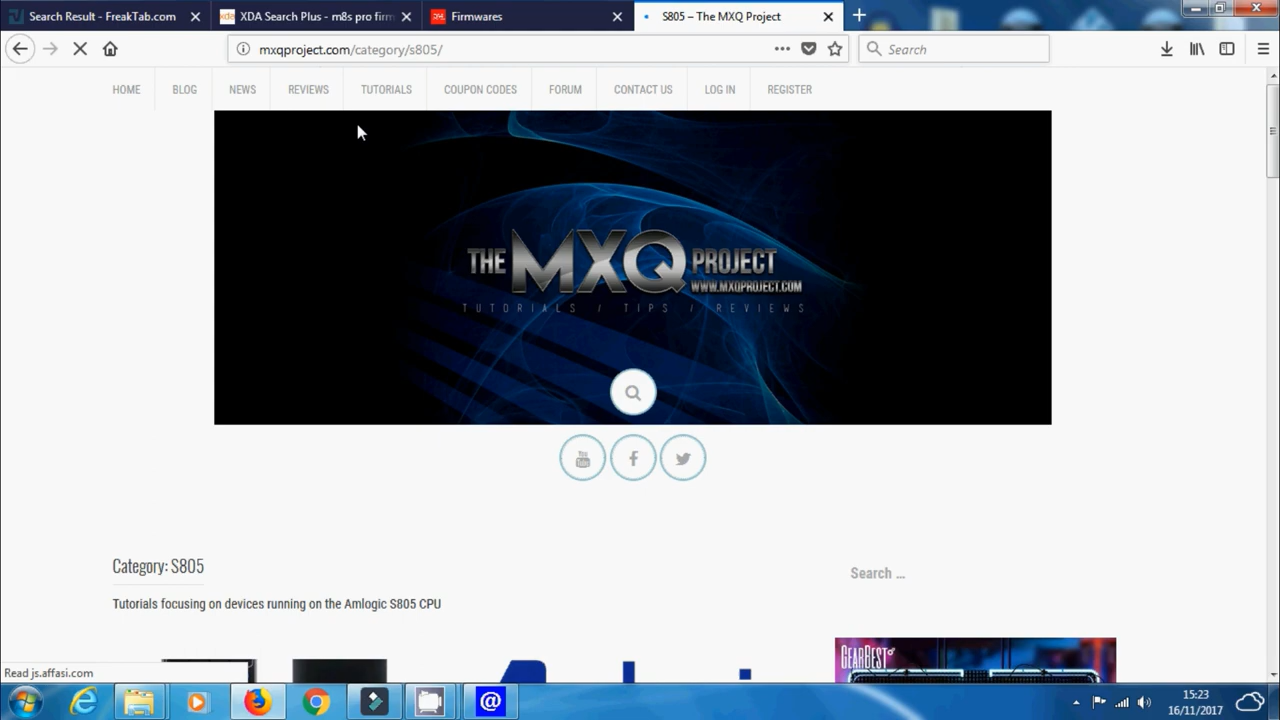 Search Result - FreakTab.com
XDA Search Plus - m8s pro firm
Firmwares
S805 – The MXQ Project
mxqproject.com/category/s805/
Search
HOME
BLOG
NEWS
REVIEWS
TUTORIALS
COUPON CODES
FORUM
CONTACT US
LOG IN
REGISTER
THE MXQ PROJECT
WWW.MXQPROJECT.COM
TUTORIALS / TIPS / REVIEWS
You Tube
Category: S805
Search ...
Tutorials focusing on devices running on the Amlogic S805 CPU
GEARBEST
Read js.affasi.com
15:23
16/11/2017